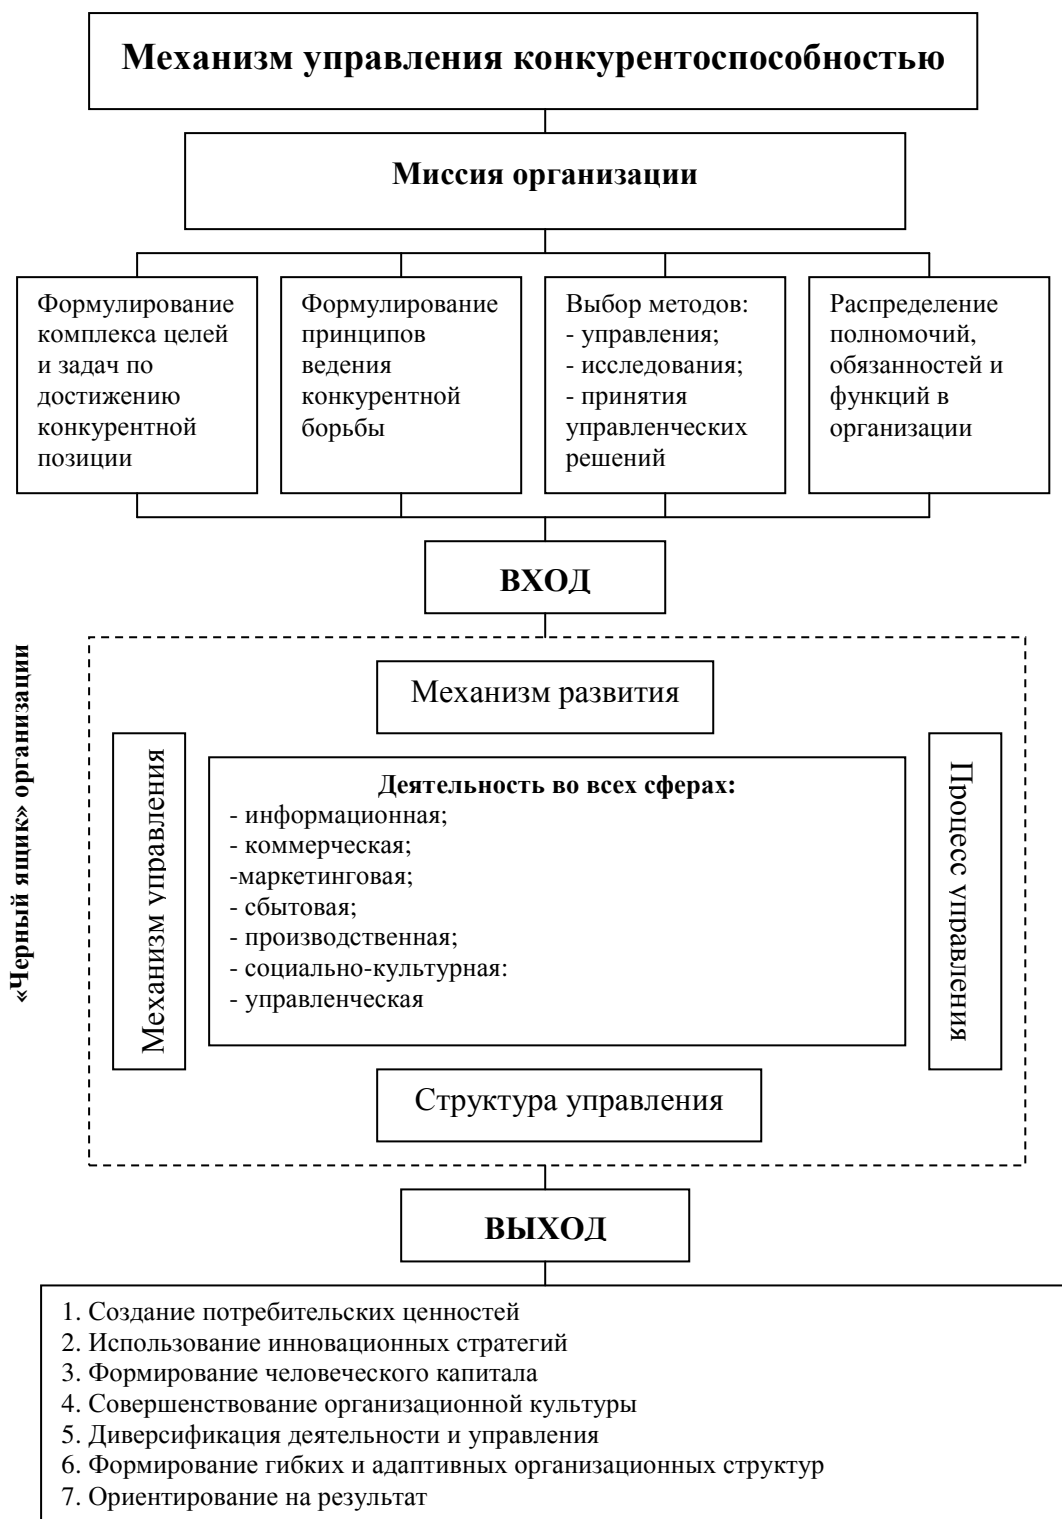 Механизм управления конкурентоспособностью
Миссия организации
Формулирование
комплекса целей
и задач по
достижению
конкурентной
позиции
Формулирование
принципов
ведения
конкурентной
борьбы
Выбор методов:
- управления;
- исследования;
- принятия
управленческих
решений
Распределение
полномочий,
обязанностей и
функций в
организации
ВХОД
«Черный ящик» организации
Механизм развития
Механизм управления
Деятельность во всех сферах:
- информационная;
- коммерческая;
-маркетинговая;
- сбытовая;
- производственная;
- социально-культурная:
- управленческая
Процесс управления
Структура управления
ВЫХОД
1. Создание потребительских ценностей
2. Использование инновационных стратегий
3. Формирование человеческого капитала
4. Совершенствование организационной культуры
5. Диверсификация деятельности и управления
6. Формирование гибких и адаптивных организационных структур
7. Ориентирование на результат